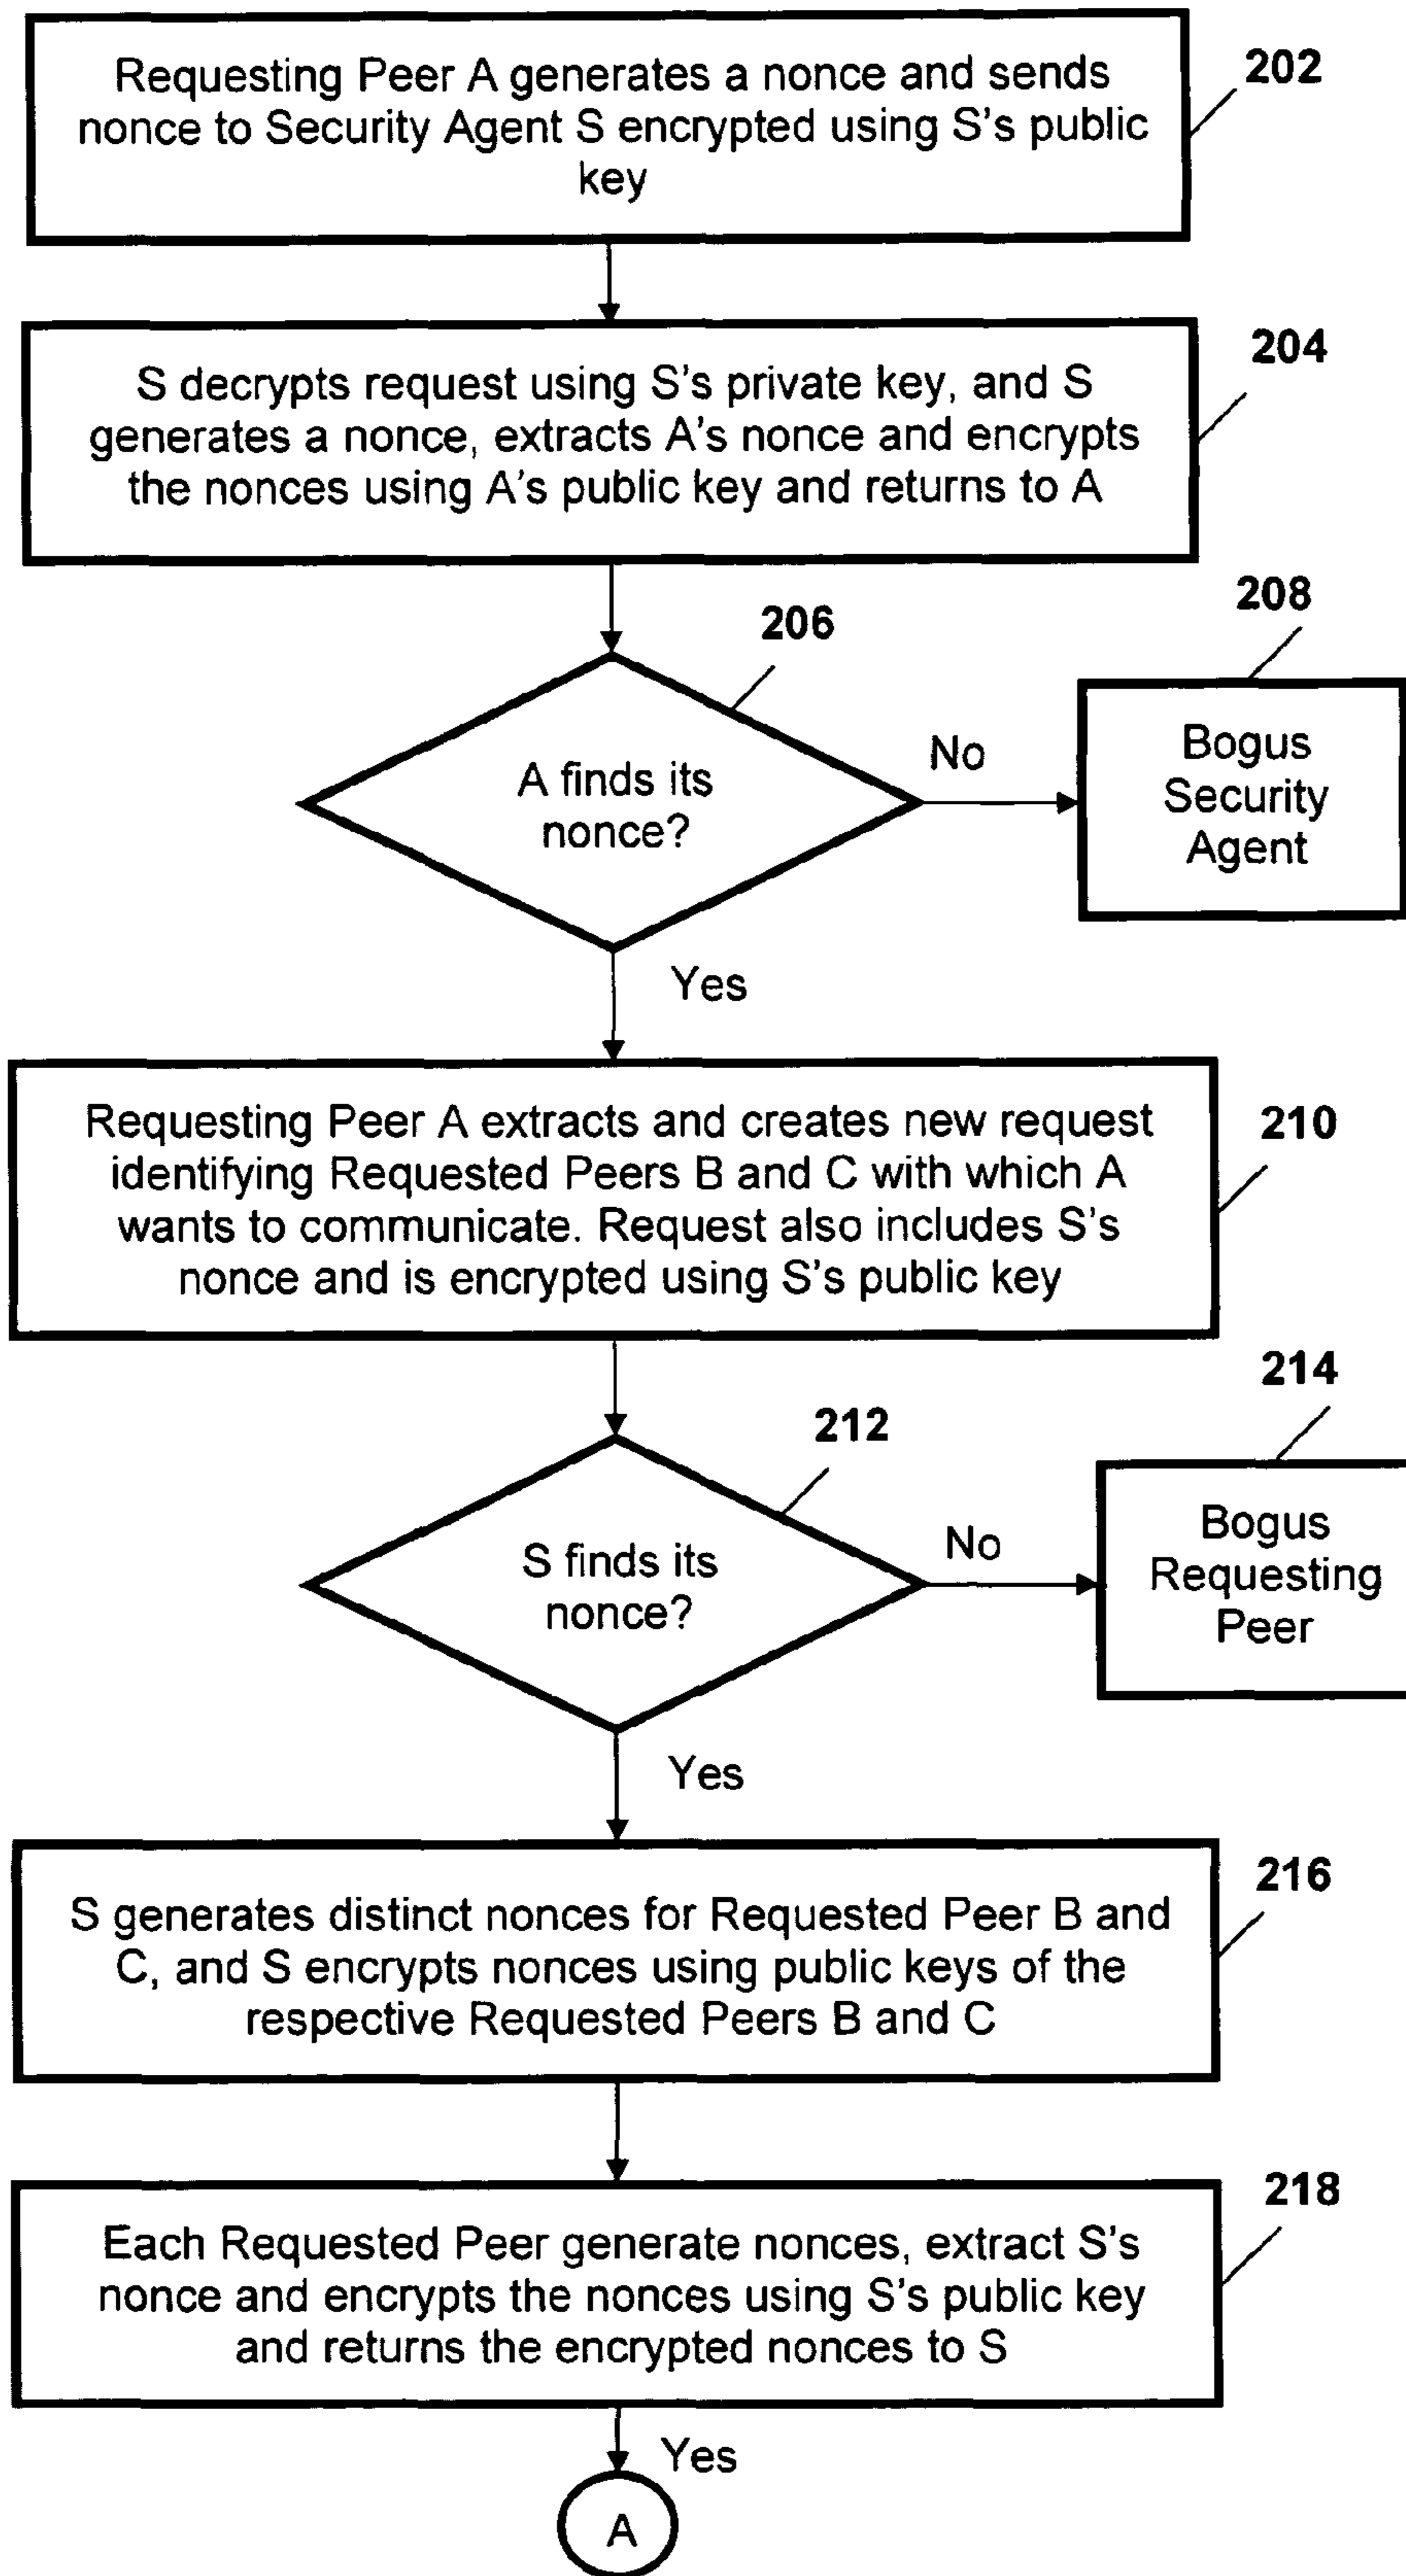 Requesting Peer A generates a nonce and sends
nonce to Security Agent S encrypted using S's public
key
202
S decrypts request using S's private key, and S
generates a nonce, extracts A's nonce and encrypts
the nonces using A's public key and returns to A
204
206
A finds its
nonce?
No
208
Bogus
Security
Agent
Yes
Requesting Peer A extracts and creates new request
identifying Requested Peers B and C with which A
wants to communicate. Request also includes S's
nonce and is encrypted using S's public key
210
212
S finds its
nonce?
No
214
Bogus
Requesting
Peer
Yes
S generates distinct nonces for Requested Peer B and
C, and S encrypts nonces using public keys of the
respective Requested Peers B and C
216
Each Requested Peer generate nonces, extract S's
nonce and encrypts the nonces using S's public key
and returns the encrypted nonces to S
218
Yes
A